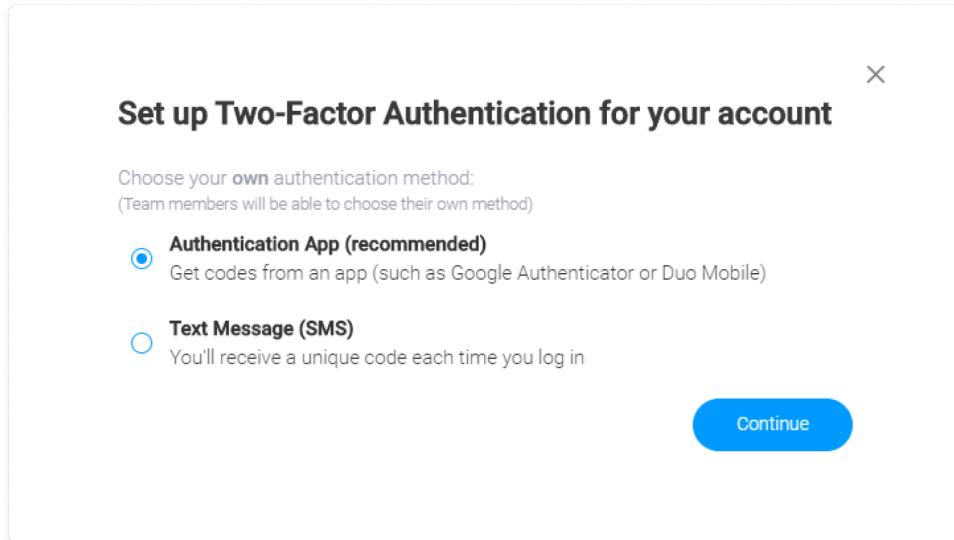 Set up Two-Factor Authentication for your account
Choose your own authentication method:
(Team members will be able to choose their own method)
Authentication App (recommended)
Get codes from an app (such as Google Authenticator or Duo Mobile)
Text Message (SMS)
You'll receive a unique code each time you log in
Continue